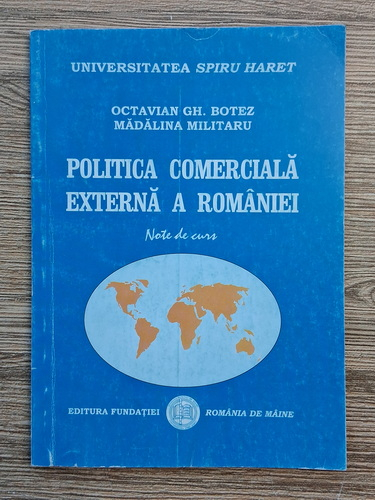 UNIVERSITATEA SPIRU HARET
OCTAVIAN GH. BOTEZ
MĂDĂLINA MILITARU
POLITICA COMERCIALĂ
EXTERNĂ A ROMÂNIEI
Note de curs
EDITURA FUNDAȚIEI ROMÂNIA DE MÂINE